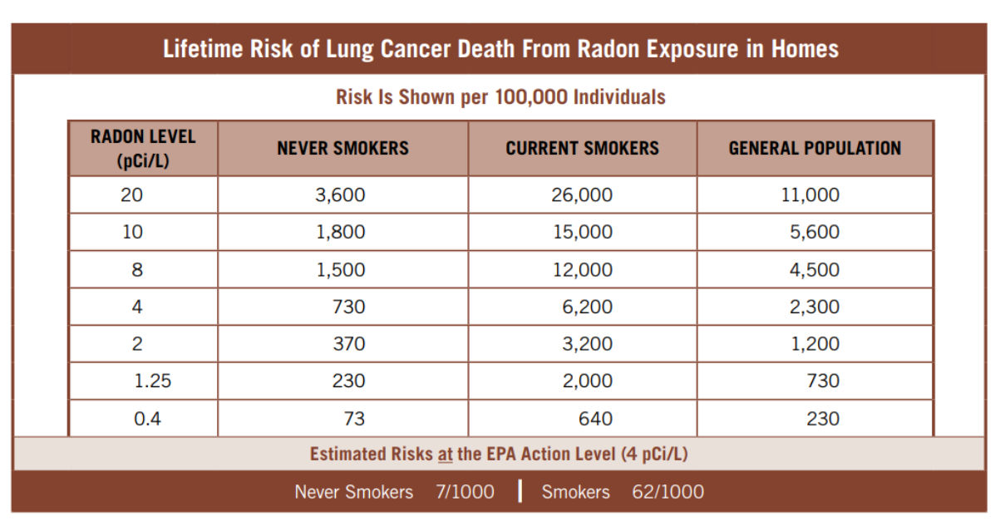 Lifetime Risk of Lung Cancer Death From Radon Exposure in Homes
Risk Is Shown per 100,000 Individuals
RADON LEVEL (pCi/L) NEVER SMOKERS CURRENT SMOKERS GENERAL POPULATION
20 3,600 26,000 11,000
10 1,800 15,000 5,600
8 1,500 12,000 4,500
4 730 6,200 2,300
2 370 3,200 1,200
1.25 230 2,000 730
0.4 73 640 230
Estimated Risks at the EPA Action Level (4 pCi/L)
Never Smokers 7/1000 | Smokers 62/1000